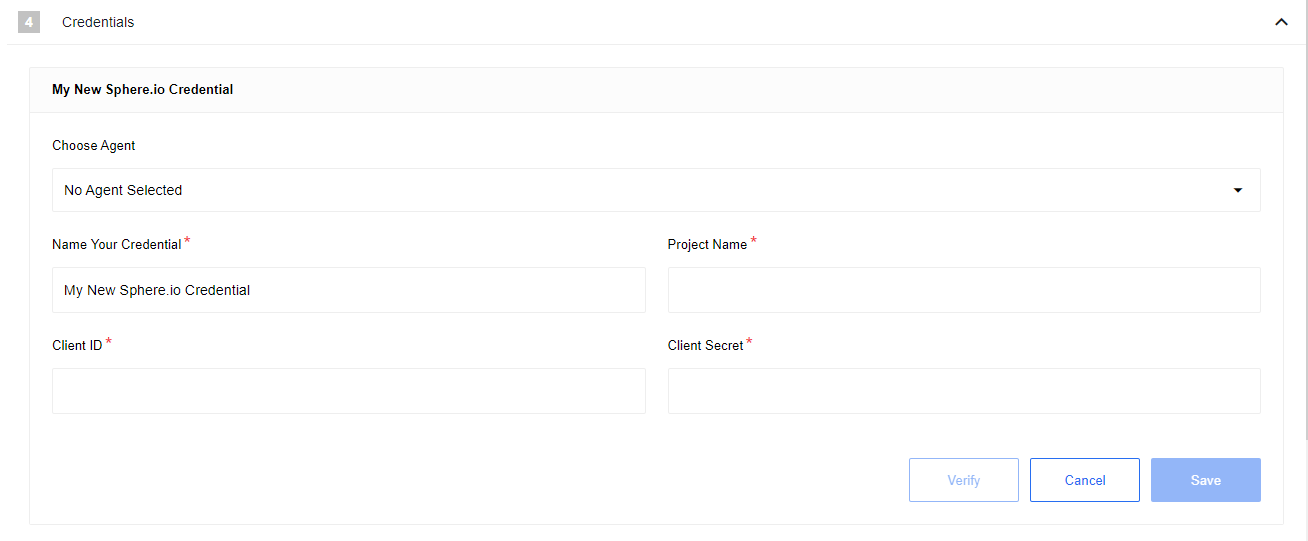 4 Credentials
My New Sphere.io Credential
Choose Agent
No Agent Selected
Name Your Credential * Project Name *
My New Sphere.io Credential
Client ID * Client Secret *
Verify Cancel Save